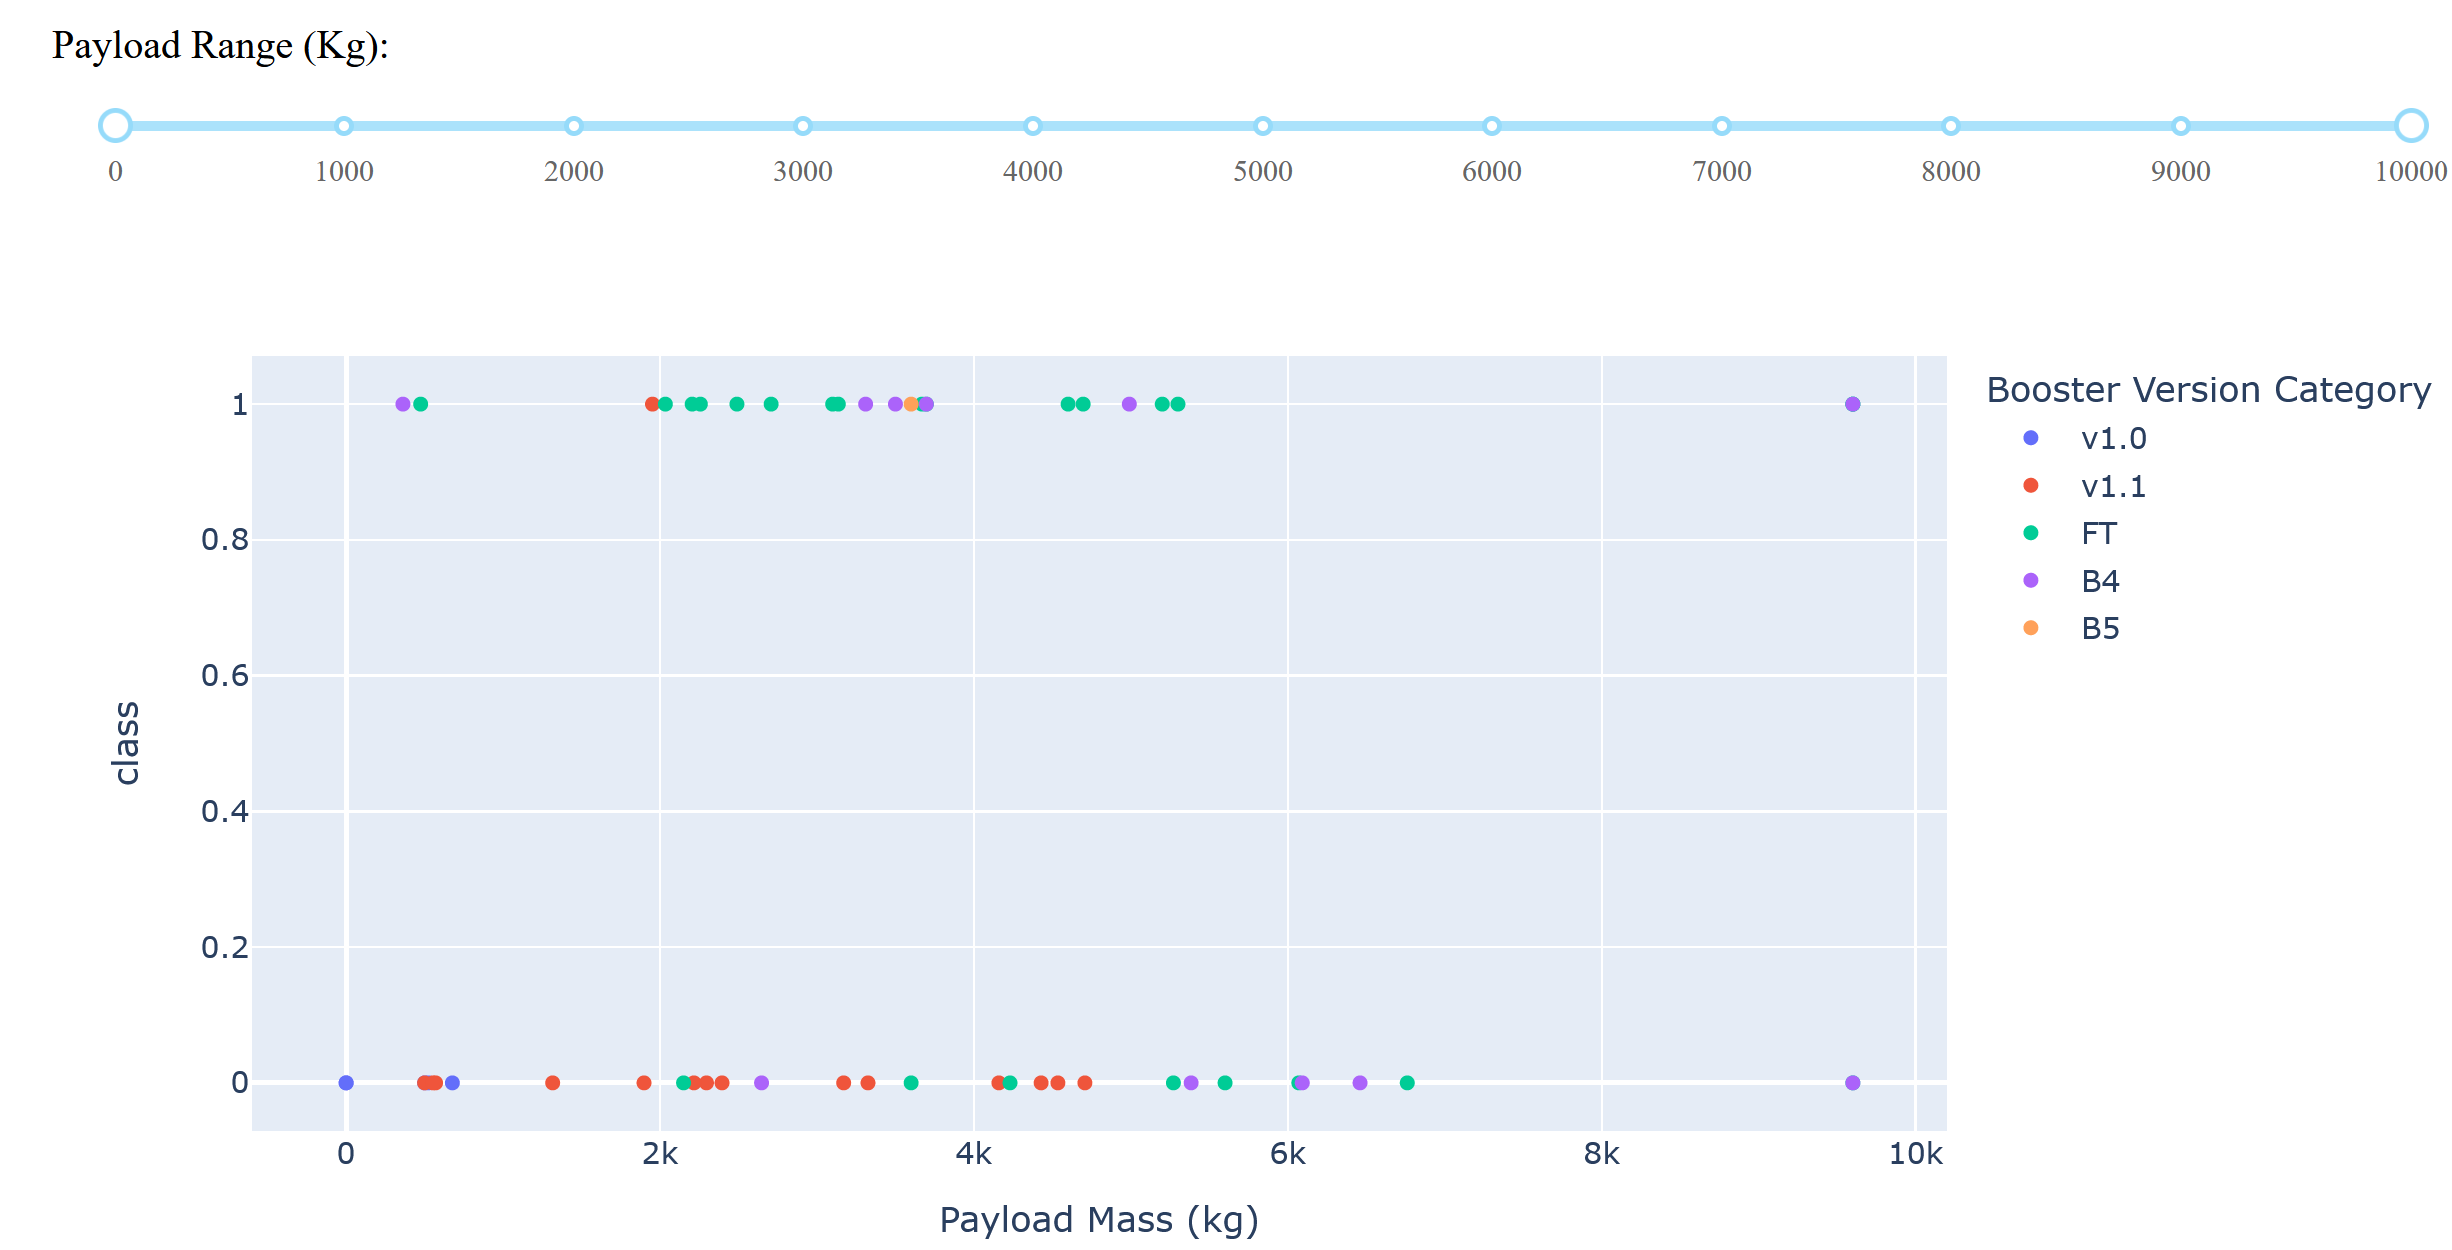 Payload Range (Kg):
0 1000 2000 3000 4000 5000 6000 7000 8000 9000 10000
Booster Version Category
v1.0
v1.1
FT
B4
B5
1
0.8
0.6
0.4
0.2
0
class
0 2k 4k 6k 8k 10k
Payload Mass (kg)